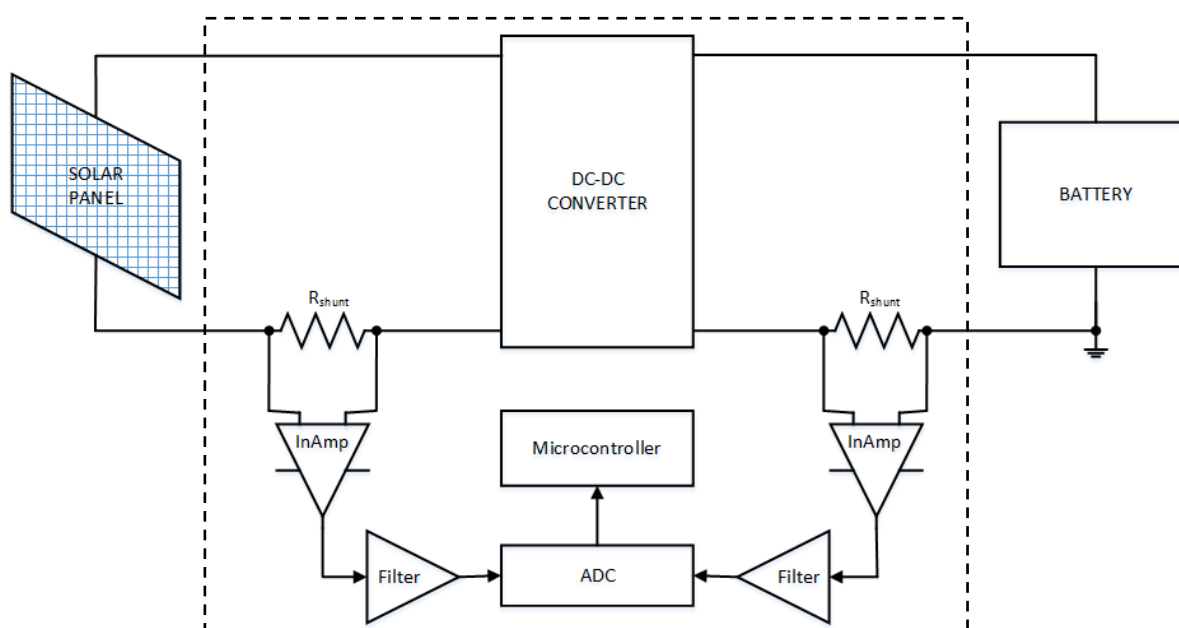 SOLAR
PANEL
DC-DC
CONVERTER
BATTERY
Rshunt
Rshunt
InAmp
InAmp
Microcontroller
Filter
ADC
Filter